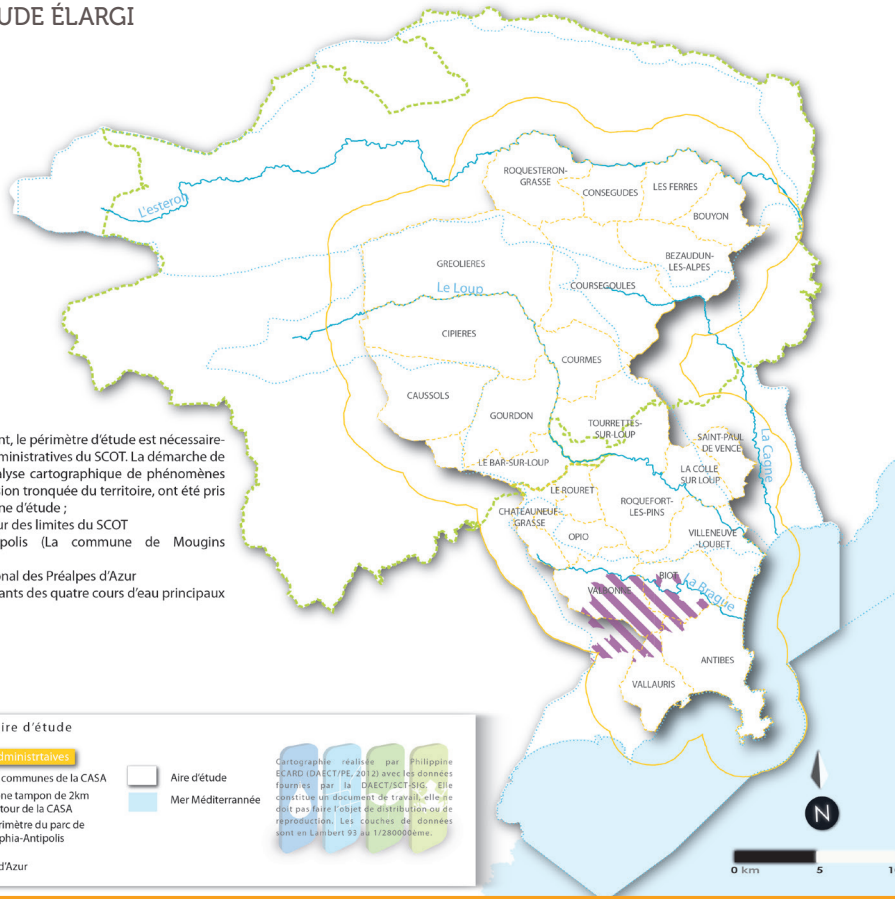 UDE ÉLARGI
ROQUESTERON-
GRASSE
CONSEGUDES
LES FERRES
BOUYON
L'esteron
BEZAUDUN-
LES-ALPES
GREOLIERES
COURSEGOULES
Le Loup
CIPIERES
COURMES
CAUSSOLS
GOURDON
TOURRETTES-
SUR-LOUP
SAINT-PAUL
DE VENCE
La Cagne
LE BAR-SUR-LOUP
LA COLLE
SUR LOUP
LE ROURET
ROQUEFORT-
LES-PINS
CHATEAUNEUF-
GRASSE
OPIO
VILLENEUVE
-LOUBET
BIOT
VALBONNE
La Brague
ANTIBES
VALLAURIS
nt, le périmètre d'étude est nécessaire-
dministratives du SCOT. La démarche de
alyse cartographique de phénomènes
sion tronquée du territoire, ont été pris
ne d'étude ;
ur des limites du SCOT
polis (La commune de Mougins
onal des Préalpes d'Azur
ants des quatre cours d'eau principaux
ire d'étude
dministrtaives
communes de la CASA
one tampon de 2km
tour de la CASA
rimètre du parc de
phia-Antipolis
d'Azur
Aire d'étude
Mer Méditerrannée
Cartographie réalisée par Philippine
ECARD (DAECT/PE, 2012) avec les données
fournies par la DAECT/SCT-SIG. Elle
constitue un document de travail, elle ne
doit pas faire l'objet de distribution ou de
reproduction. Les couches de données
sont en Lambert 93 au 1/280000ème.
N
0 km 5 10